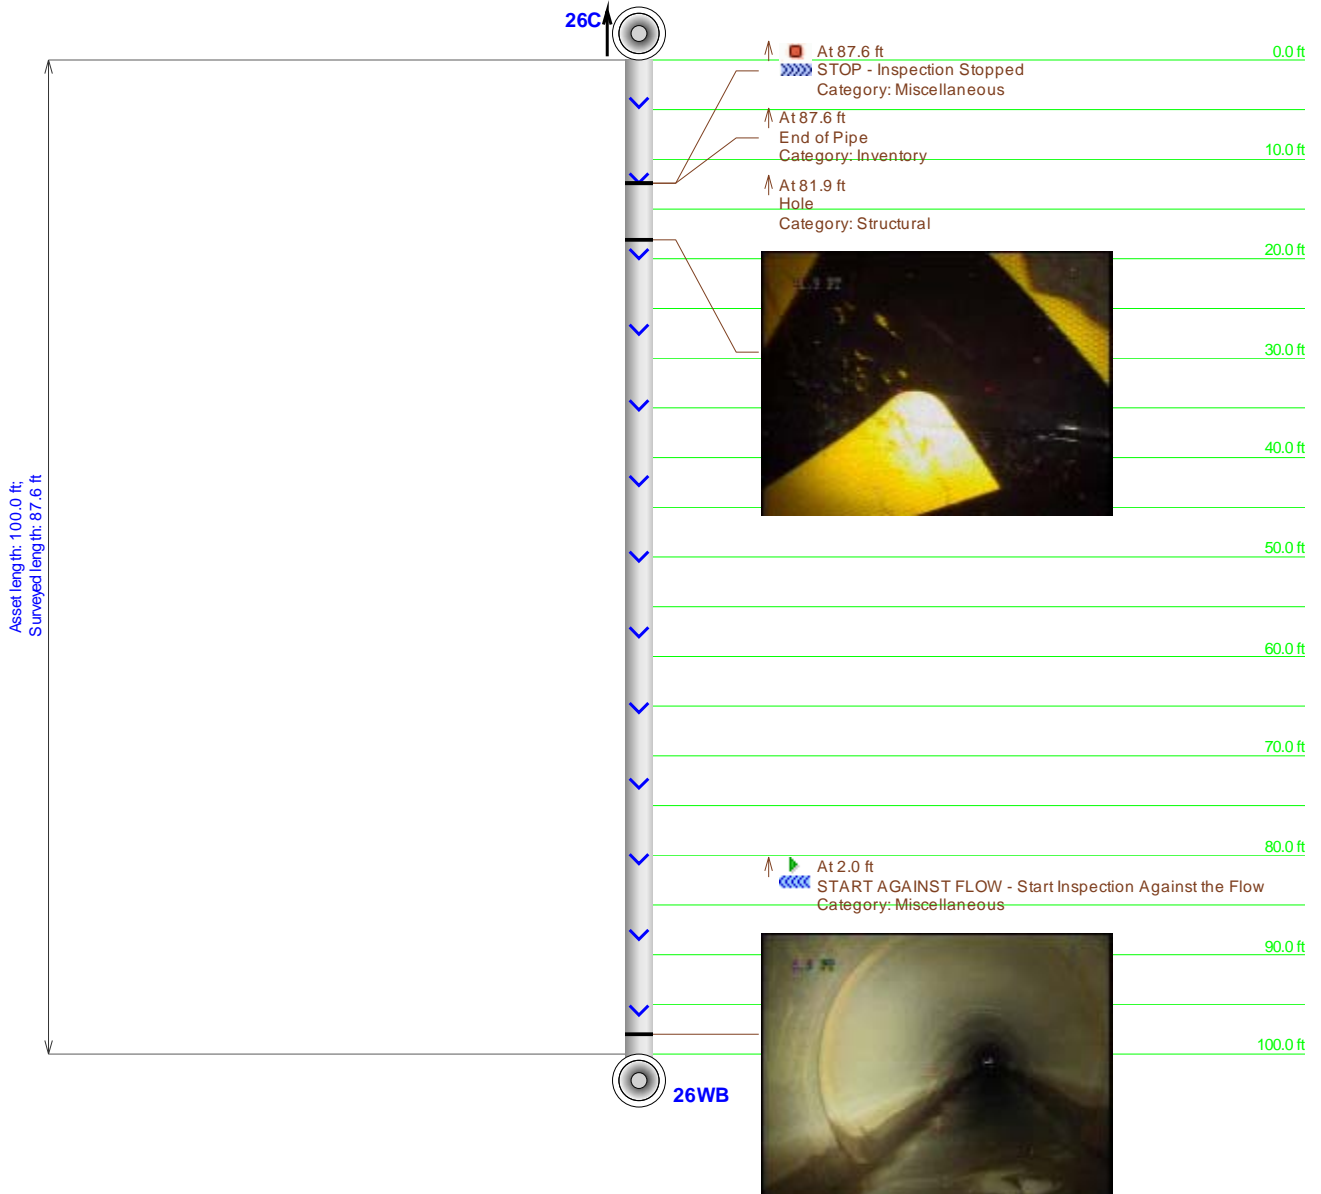 26C
At 87.6 ft
STOP - Inspection Stopped
Category: Miscellaneous
At 87.6 ft
End of Pipe
Category: Inventory
At 81.9 ft
Hole
Category: Structural
0.0 ft
10.0 ft
20.0 ft
30.0 ft
40.0 ft
50.0 ft
60.0 ft
70.0 ft
80.0 ft
90.0 ft
100.0 ft
Asset length: 100.0 ft;
Surveyed length: 87.6 ft
At 2.0 ft
START AGAINST FLOW - Start Inspection Against the Flow
Category: Miscellaneous
26WB